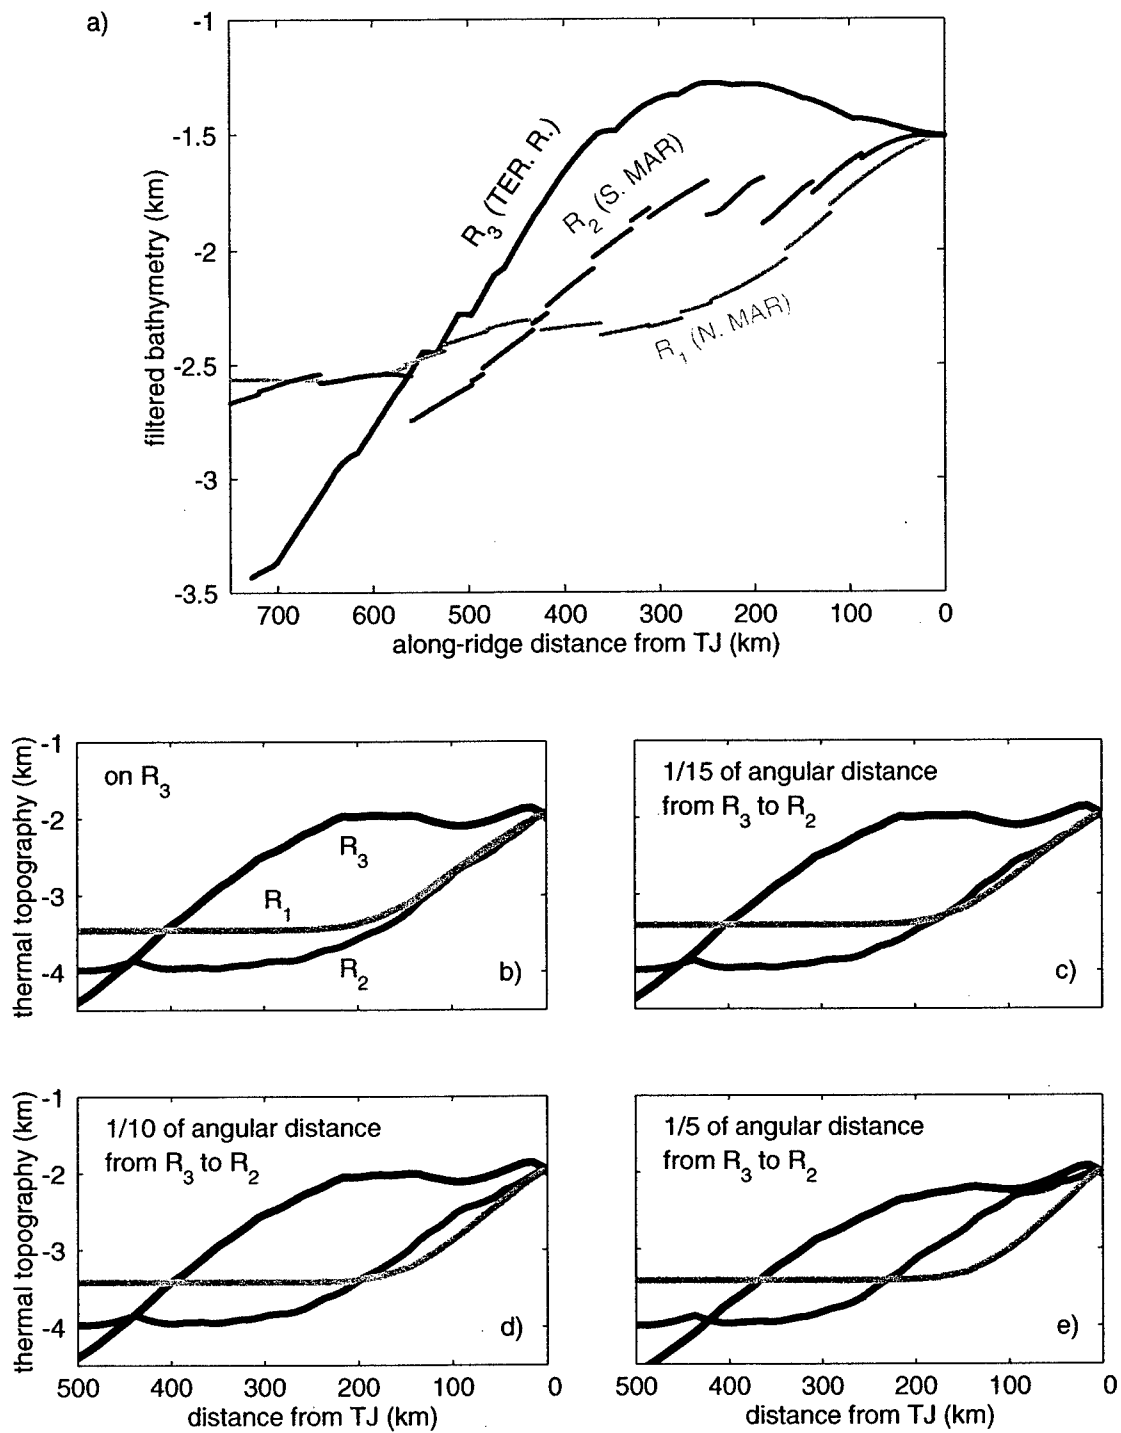 a)
-1
-1.5
-2
-2.5
-3
-3.5
filtered bathymetry (km)
R3 (TER. R.)
R2 (S. MAR)
R1 (N. MAR)
700 600 500 400 300 200 100 0
along-ridge distance from TJ (km)
thermal topography (km)
-1
-2
-3
-4
on R3
R3
R1
R2
b)
1/15 of angular distance
from R3 to R2
c)
thermal topography (km)
-1
-2
-3
-4
1/10 of angular distance
from R3 to R2
d)
500 400 300 200 100 0
distance from TJ (km)
1/5 of angular distance
from R3 to R2
e)
500 400 300 200 100 0
distance from TJ (km)